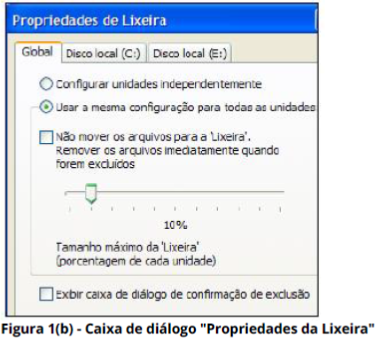 Propriedades de Lixeira
Global Disco local (C:) Disco local (E:)
Configurar unidades independentemente
Usar a mesma configuração para todas as unidades
Não mover os arquivos para a 'Lixeira'.
Remover os arquivos imediatamente quando
forem excluídos
10%
Tamanho máximo da 'Lixeira'
(porcentagem de cada unidade)
Exibir caixa de diálogo de confirmação de exclusão
Figura 1(b) - Caixa de diálogo "Propriedades da Lixeira"